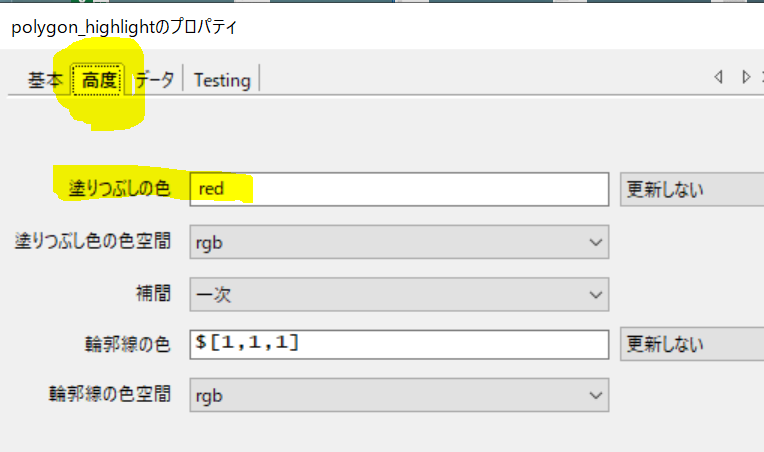 polygon_highlightのプロパティ
基本 高度 データ Testing
塗りつぶしの色 red 更新しない
塗りつぶし色の色空間 rgb
補間 一次
輪郭線の色 $[1,1,1] 更新しない
輪郭線の色空間 rgb